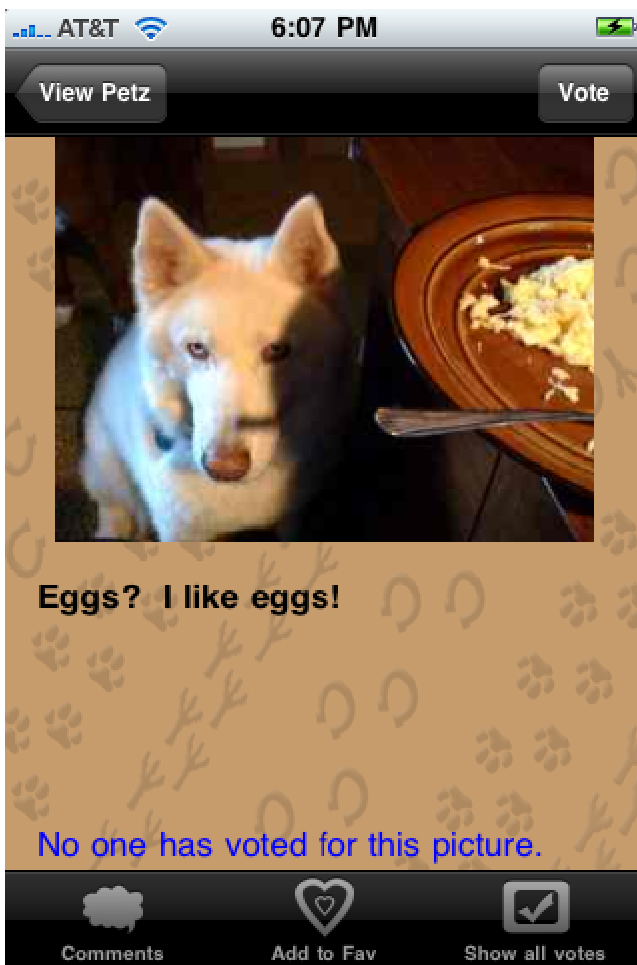 AT&T 6:07 PM
View Petz Vote
Eggs? I like eggs!
No one has voted for this picture.
Comments Add to Fav Show all votes